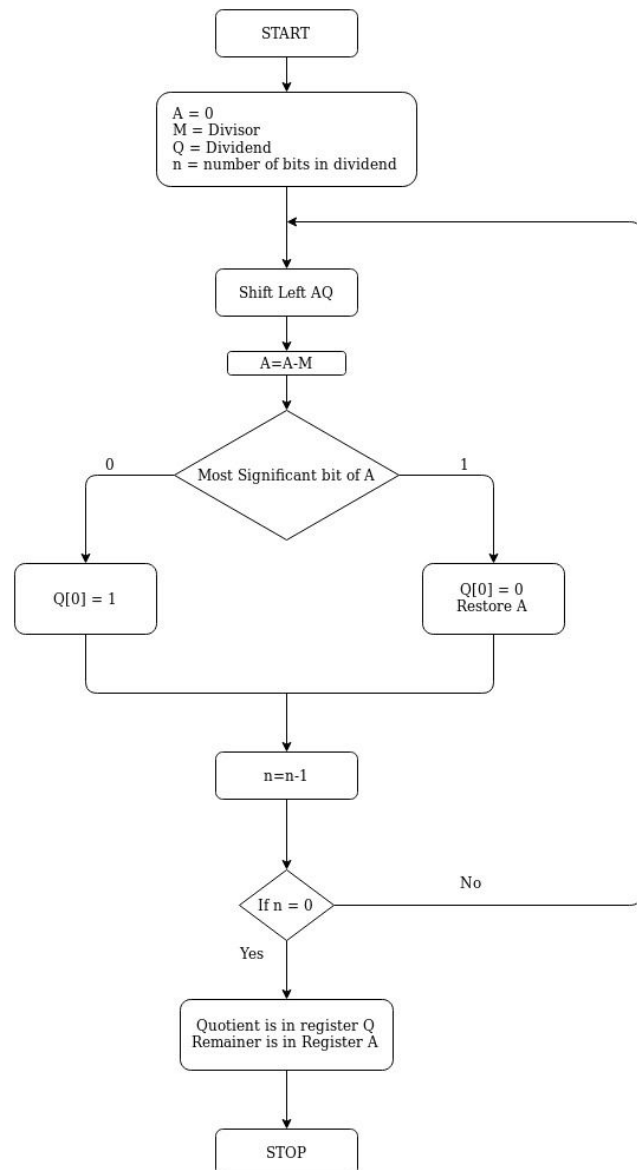 START
A = 0
M = Divisor
Q = Dividend
n = number of bits in dividend
Shift Left AQ
A=A-M
Most Significant bit of A
0
1
Q[0] = 1
Q[0] = 0
Restore A
n=n-1
If n = 0
No
Yes
Quotient is in register Q
Remainer is in Register A
STOP